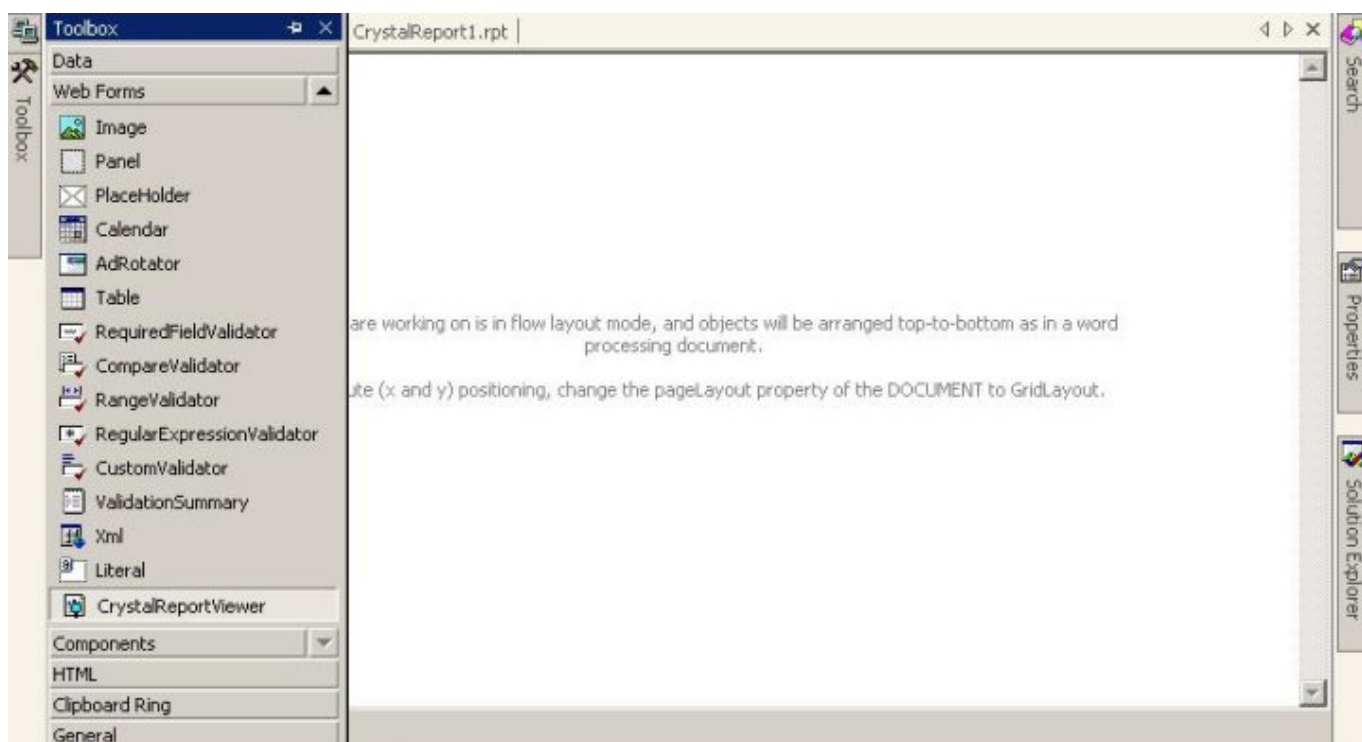 Toolbox
CrystalReport1.rpt
Data
Web Forms
Image
Panel
PlaceHolder
Calendar
AdRotator
Table
RequiredFieldValidator
CompareValidator
RangeValidator
RegularExpressionValidator
CustomValidator
ValidationSummary
Xml
Literal
CrystalReportViewer
Components
HTML
Clipboard Ring
General
Toolbox
are working on is in flow layout mode, and objects will be arranged top-to-bottom as in a word
processing document.
(x and y) positioning, change the pageLayout property of the DOCUMENT to GridLayout.
Search
Properties
Solution Explorer